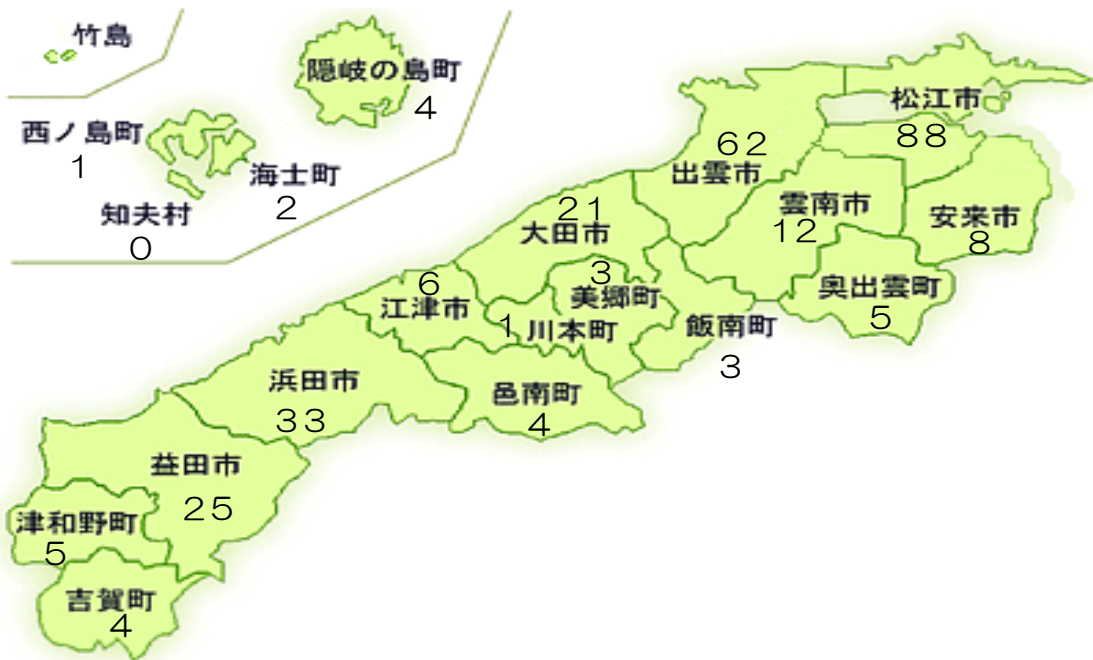 竹島
隠岐の島町
4
西ノ島町
1
海士町
2
知夫村
0
松江市
88
62
出雲市
雲南市
12
安来市
8
21
大田市
奥出雲町
5
3
美郷町
6
江津市
1
川本町
飯南町
3
浜田市
33
邑南町
4
益田市
25
津和野町
5
吉賀町
4